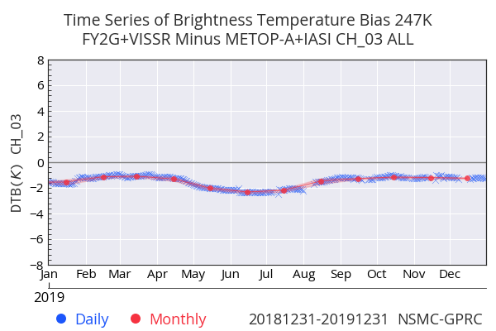 Time Series of Brightness Temperature Bias 247K
FY2G+VISSR Minus METOP-A+IASI CH_03 ALL
8
6
4
2
0
−2
−4
−6
−8
DTB(K) CH_03
Jan Feb Mar Apr May Jun Jul Aug Sep Oct Nov Dec
2019
Daily Monthly 20181231-20191231 NSMC-GPRC